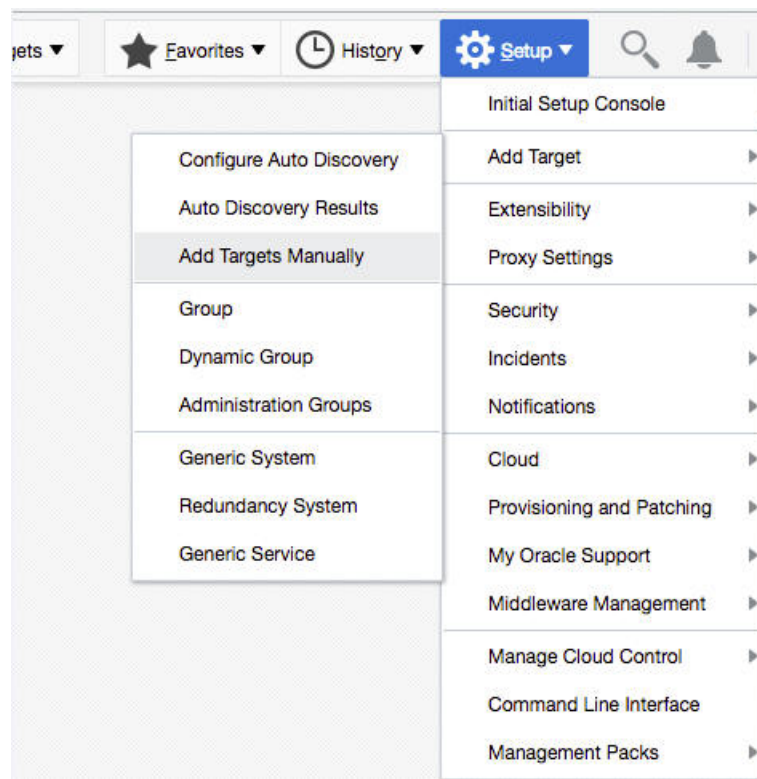 gets ▼ Favorites ▼ History ▼ Setup ▼
Initial Setup Console
Add Target
Extensibility
Proxy Settings
Security
Incidents
Notifications
Cloud
Provisioning and Patching
My Oracle Support
Middleware Management
Manage Cloud Control
Command Line Interface
Management Packs
Configure Auto Discovery
Auto Discovery Results
Add Targets Manually
Group
Dynamic Group
Administration Groups
Generic System
Redundancy System
Generic Service